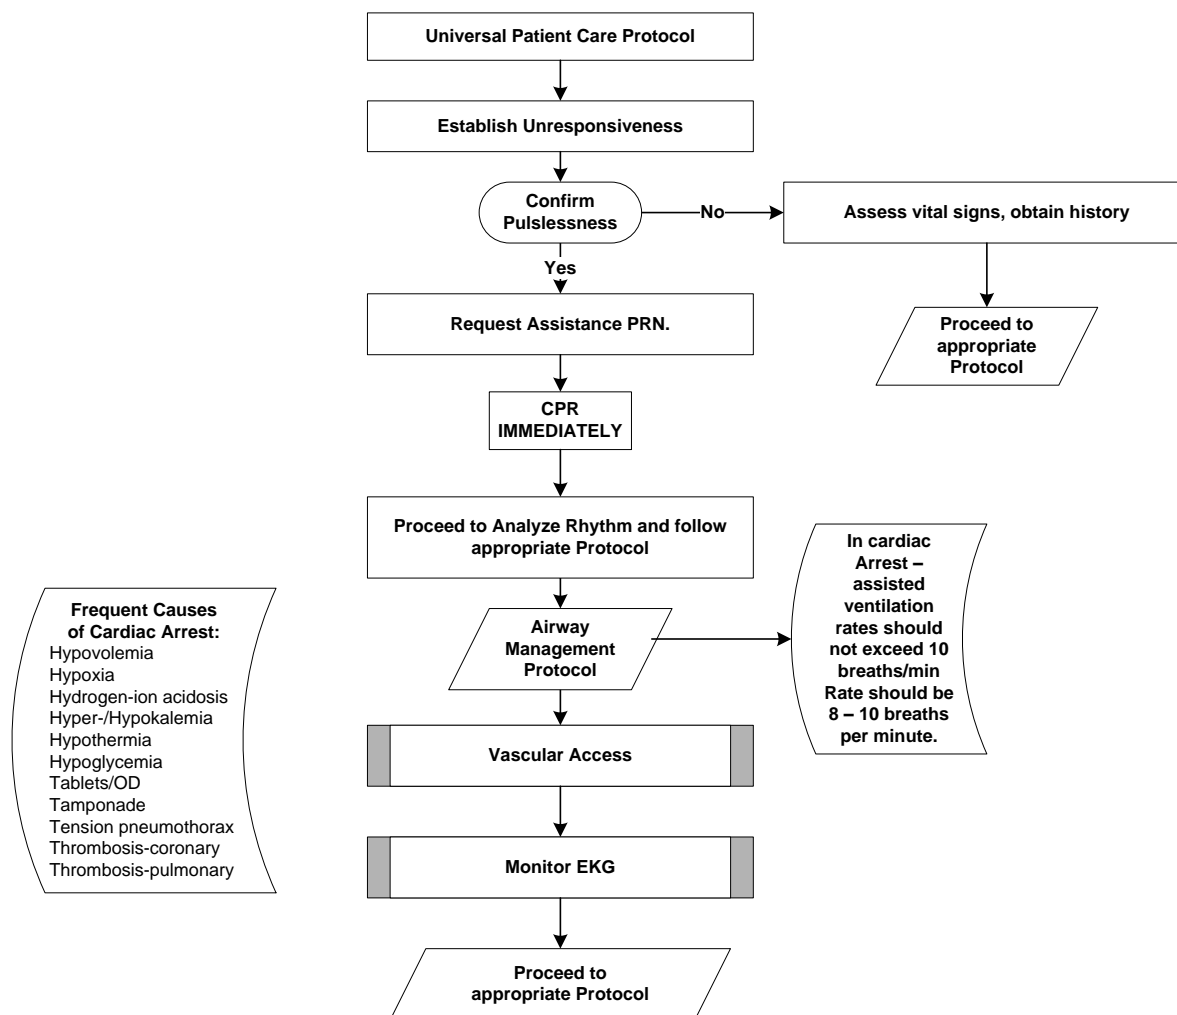 Universal Patient Care Protocol
Establish Unresponsiveness
Confirm
Pulslessness
No
Assess vital signs, obtain history
Yes
Proceed to
appropriate
Protocol
Request Assistance PRN.
CPR
IMMEDIATELY
Proceed to Analyze Rhythm and follow
appropriate Protocol
In cardiac
Arrest –
assisted
ventilation
rates should
not exceed 10
breaths/min
Rate should be
8 – 10 breaths
per minute.
Airway
Management
Protocol
Frequent Causes
of Cardiac Arrest:
Hypovolemia
Hypoxia
Hydrogen-ion acidosis
Hyper-/Hypokalemia
Hypothermia
Hypoglycemia
Tablets/OD
Tamponade
Tension pneumothorax
Thrombosis-coronary
Thrombosis-pulmonary
Vascular Access
Monitor EKG
Proceed to
appropriate Protocol